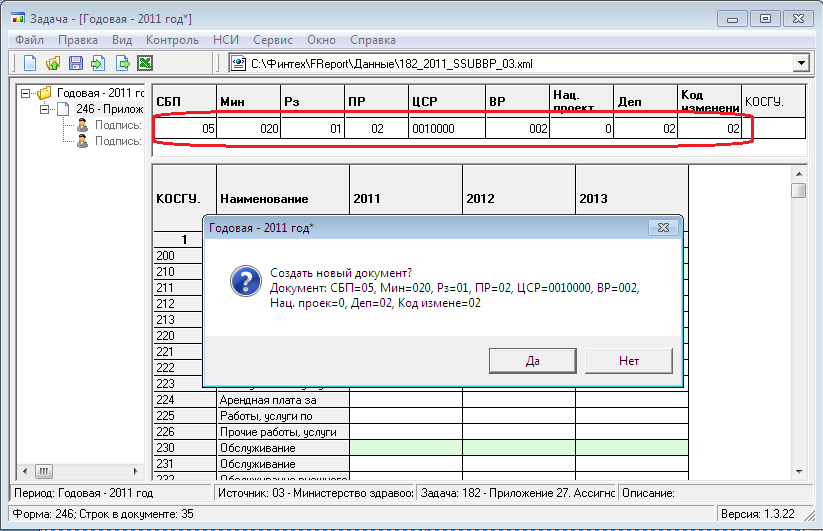 Задача - [Годовая - 2011 год*]
Файл Правка Вид Контроль НСИ Сервис Окно Справка
C:\Финтех\FReport\Данные\182_2011_SSUBBP_03.xml
Годовая - 2011 го
246 - Прилож
Подпись:
Подпись:
СБП Мин Рз ПР ЦСР ВР Нац. проект Деп Код изменени КОСГУ.
05 020 01 02 0010000 002 0 02 02
КОСГУ. Наименование 2011 2012 2013
1
200
210
211
212
213
220
221
222
223
224 Арендная плата за
225 Работы, услуги по
226 Прочие работы, услуги
230 Обслуживание
231 Обслуживание
232 Обслуживание внешнего
Годовая - 2011 год*
Создать новый документ?
Документ: СБП=05, Мин=020, Рз=01, ПР=02, ЦСР=0010000, ВР=002,
Нац. проек=0, Деп=02, Код измене=02
Да Нет
Период: Годовая - 2011 год Источник: 03 - Министерство здравоо: Задача: 182 - Приложение 27. Ассигно Описание:
Форма: 246; Строк в документе: 35 Версия: 1.3.22